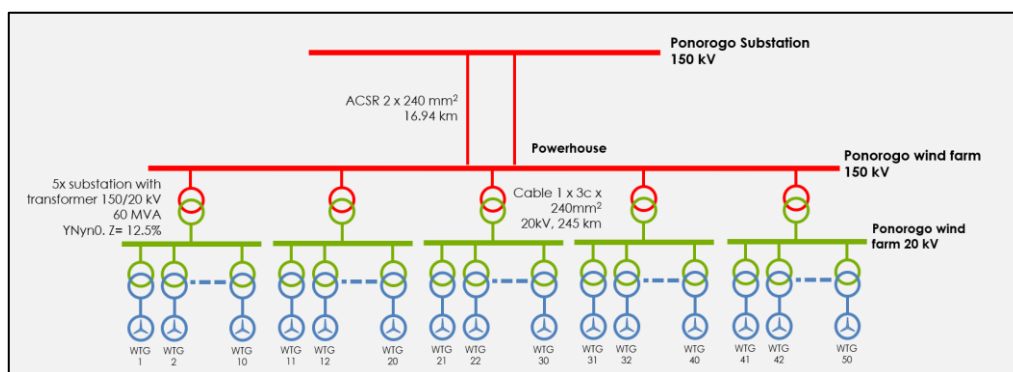 Ponorogo Substation
150 kV
ACSR 2 x 240 mm²
16.94 km
Powerhouse
Ponorogo wind farm
150 kV
5x substation with
transformer 150/20 kV
60 MVA
YNyn0. Z= 12.5%
Cable 1 x 3c x
240mm²
20kV, 245 km
Ponorogo wind
farm 20 kV
WTG
1
WTG
2
WTG
10
WTG
11
WTG
12
WTG
20
WTG
21
WTG
22
WTG
30
WTG
31
WTG
32
WTG
40
WTG
41
WTG
42
WTG
50